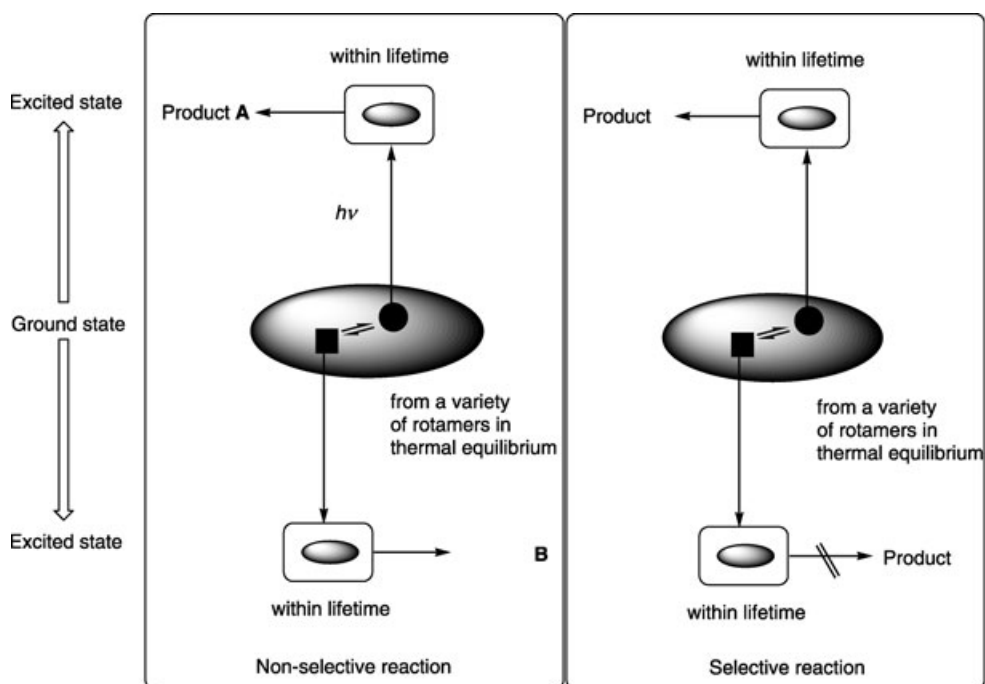 within lifetime
Excited state
Product A
hν
Ground state
from a variety
of rotamers in
thermal equilibrium
Excited state
B
within lifetime
Non-selective reaction
within lifetime
Product
from a variety
of rotamers in
thermal equilibrium
Product
within lifetime
Selective reaction